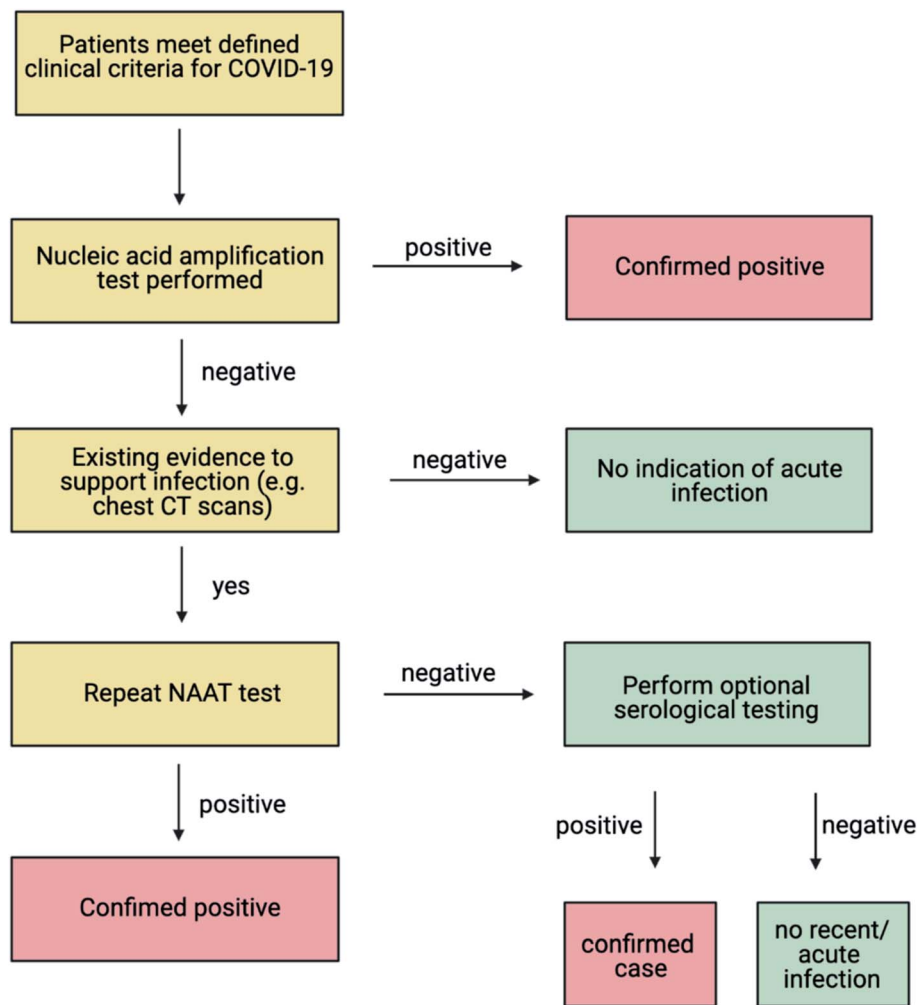 Patients meet defined
clinical criteria for COVID-19
Nucleic acid amplification
test performed
positive
Confirmed positive
negative
Existing evidence to
support infection (e.g.
chest CT scans)
negative
No indication of acute
infection
yes
Repeat NAAT test
negative
Perform optional
serological testing
positive
Confimed positive
positive
negative
confirmed
case
no recent/
acute
infection